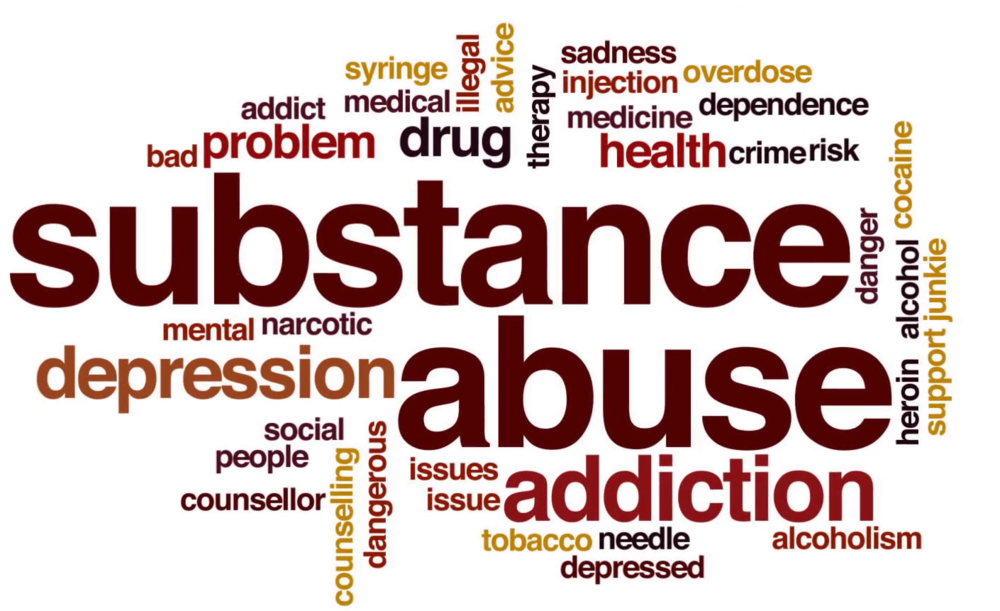 sadness
syringe
illegal
advice
therapy
injection
overdose
addict
medical
medicine
dependence
bad
problem
drug
health
crime
risk
cocaine
substance
danger
alcohol
junkie
mental
narcotic
depression
abuse
heroin
support
social
people
counsellor
counselling
dangerous
issues
issue
addiction
tobacco
needle
alcoholism
depressed